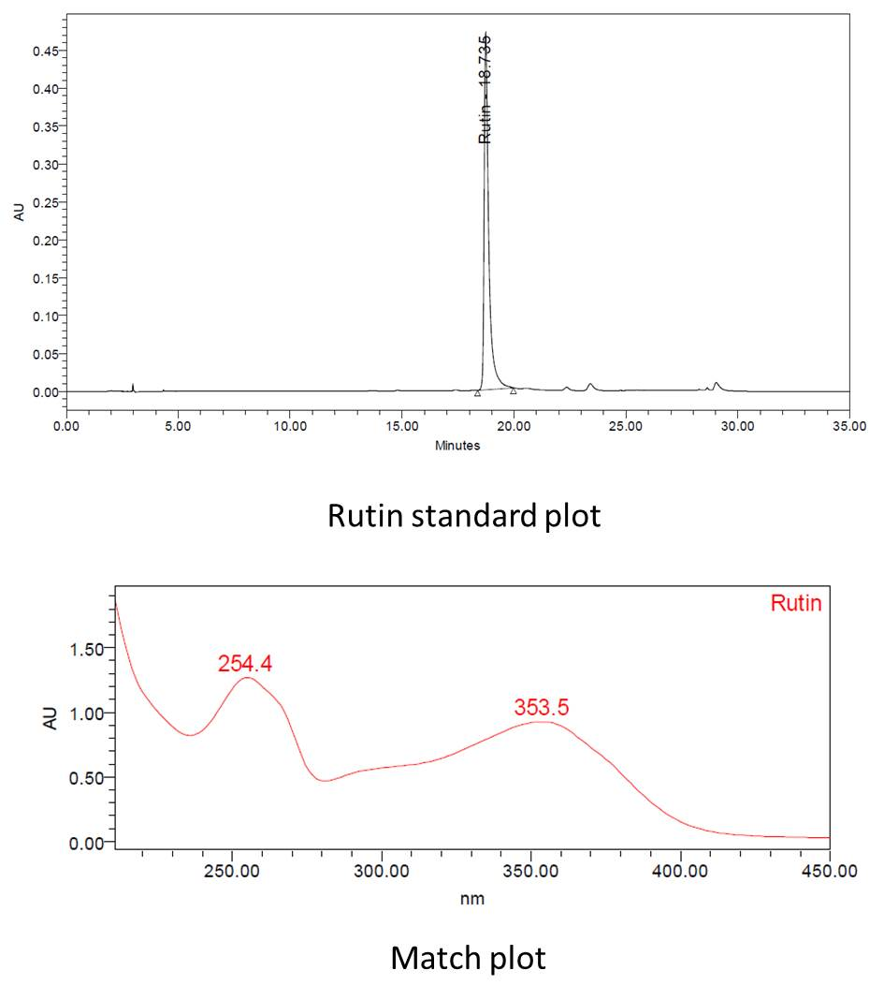 0.45
0.40
0.35
0.30
0.25
0.20
0.15
0.10
0.05
0.00
AU
Rutin - 18.735
0.00 5.00 10.00 15.00 20.00 25.00 30.00 35.00
Minutes
Rutin standard plot
Rutin
254.4
353.5
1.50
1.00
0.50
0.00
AU
250.00 300.00 350.00 400.00 450.00
nm
Match plot